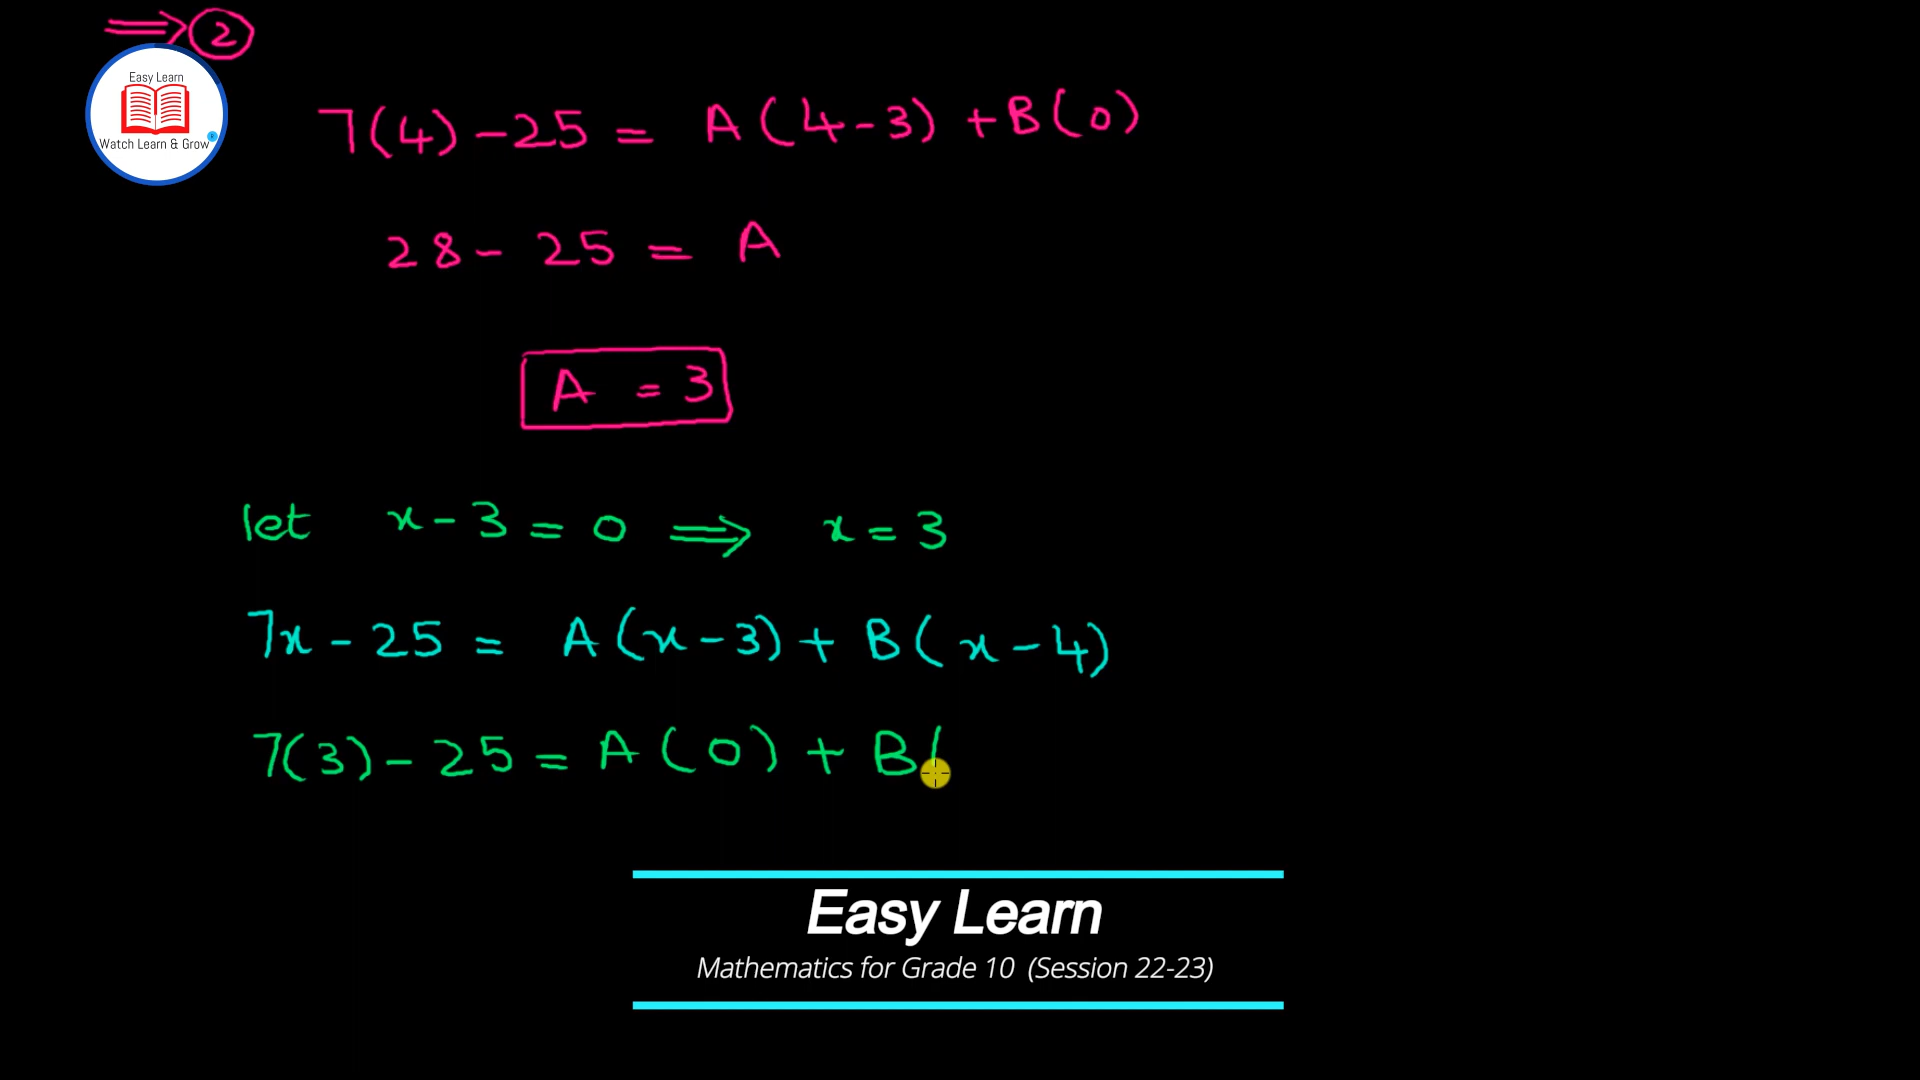 ⟹ 2
Easy Learn
Watch Learn & Grow
7(4) - 25 = A(4-3) + B(0)
28 - 25 = A
A = 3
let x - 3 = 0 ⟹ x = 3
7x - 25 = A(x-3) + B(x-4)
7(3) - 25 = A(0) + B(
Easy Learn
Mathematics for Grade 10 (Session 22-23)